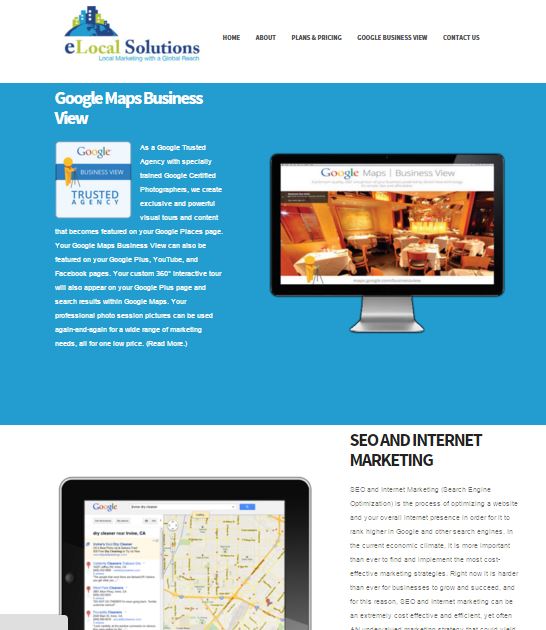 eLocal Solutions
Local Marketing with a Global Reach
HOME ABOUT PLANS & PRICING GOOGLE BUSINESS VIEW CONTACT US
Google Maps Business
View
Google
BUSINESS VIEW
TRUSTED
AGENCY
As a Google Trusted
Agency with specially
trained Google Certified
Photographers, we create
exclusive and powerful
visual tours and content
that becomes featured on your Google Places page.
Your Google Maps Business View can also be
featured on your Google Plus, YouTube, and
Facebook pages. Your custom 360° interactive tour
will also appear on your Google Plus page and
search results within Google Maps. Your
professional photo session pictures can be used
again-and-again for a wide range of marketing
needs, all for one low price. (Read More.)
Google Maps | Business View
maps.google.com/businessview
SEO AND INTERNET
MARKETING
SEO and Internet Marketing (Search Engine
Optimization) is the process of optimizing a website
and your overall Internet presence in order for it to
rank higher in Google and other search engines. In
the current economic climate, it is more important
than ever to find and implement the most cost-
effective marketing strategies. Right now it is harder
than ever for businesses to grow and succeed, and
for this reason, SEO and Internet marketing can be
an extremely cost effective and efficient, yet often
Google
dry cleaner near Irvine, CA